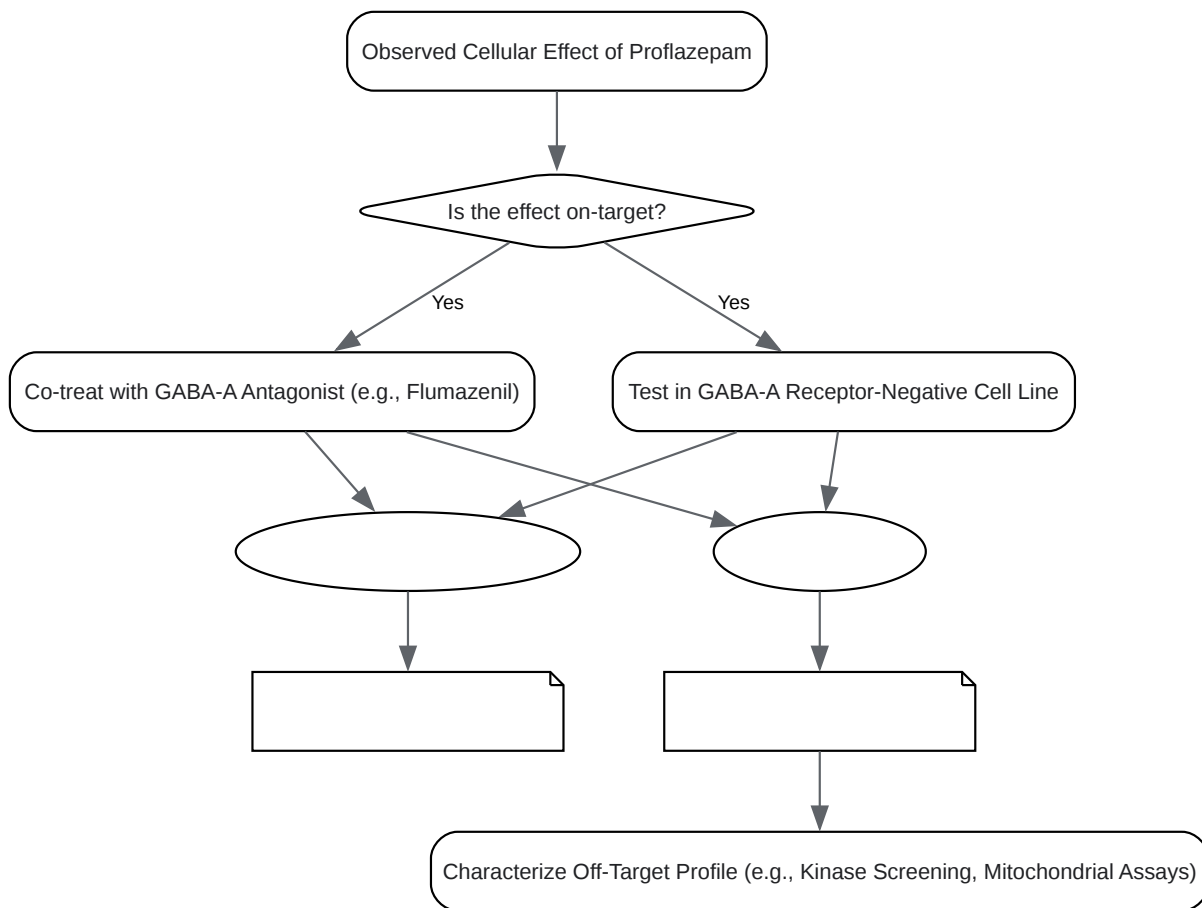 Observed Cellular Effect of Proflazepam
Is the effect on-target?
Yes
Yes
Co-treat with GABA-A Antagonist (e.g., Flumazenil)
Test in GABA-A Receptor-Negative Cell Line
Characterize Off-Target Profile (e.g., Kinase Screening, Mitochondrial Assays)